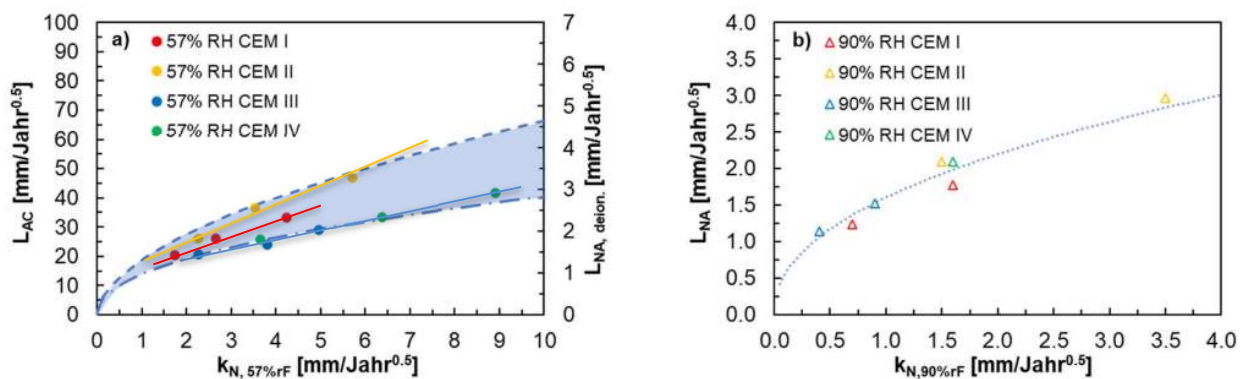 a)
57% RH CEM I
57% RH CEM II
57% RH CEM III
57% RH CEM IV
100
90
80
70
60
50
40
30
20
10
0
L_AC [mm/Jahr^0.5]
7
6
5
4
3
2
1
0
L_NA, deion. [mm/Jahr^0.5]
0 1 2 3 4 5 6 7 8 9 10
k_N, 57%rF [mm/Jahr^0.5]
b)
90% RH CEM I
90% RH CEM II
90% RH CEM III
90% RH CEM IV
4.0
3.5
3.0
2.5
2.0
1.5
1.0
0.5
0.0
L_NA [mm/Jahr^0.5]
0.0 0.5 1.0 1.5 2.0 2.5 3.0 3.5 4.0
k_N,90%rF [mm/Jahr^0.5]